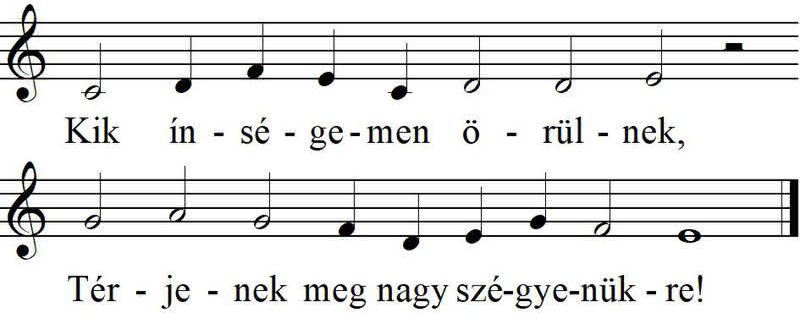 Kik ín - sé - ge - men ö - rül - nek,
Tér - je - nek meg nagy szé-gye-nük - re!